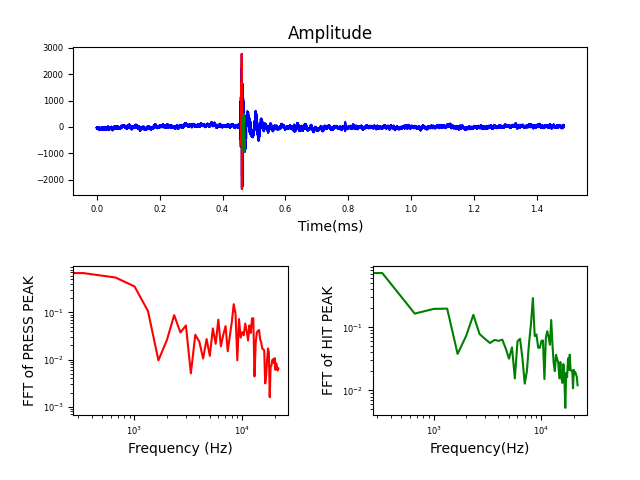 Amplitude
3000
2000
1000
0
−1000
−2000
0.0 0.2 0.4 0.6 0.8 1.0 1.2 1.4
Time(ms)
FFT of PRESS PEAK
10⁻¹
10⁻²
10⁻³
10³ 10⁴
Frequency (Hz)
FFT of HIT PEAK
10⁻¹
10⁻²
10³ 10⁴
Frequency(Hz)